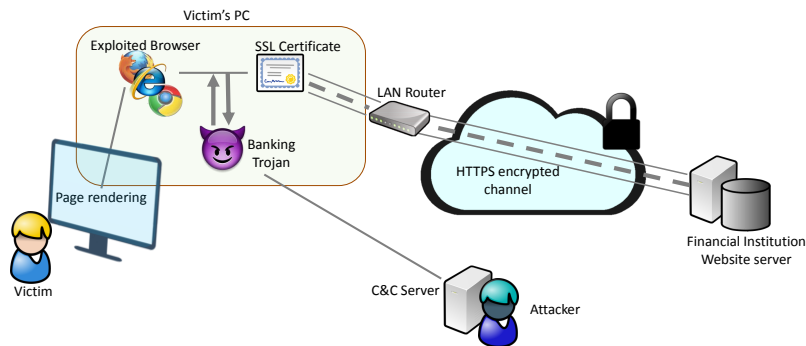 Victim's PC
Exploited Browser
SSL Certificate
LAN Router
Banking
Trojan
HTTPS encrypted
channel
Page rendering
Financial Institution
Website server
Victim
C&C Server
Attacker